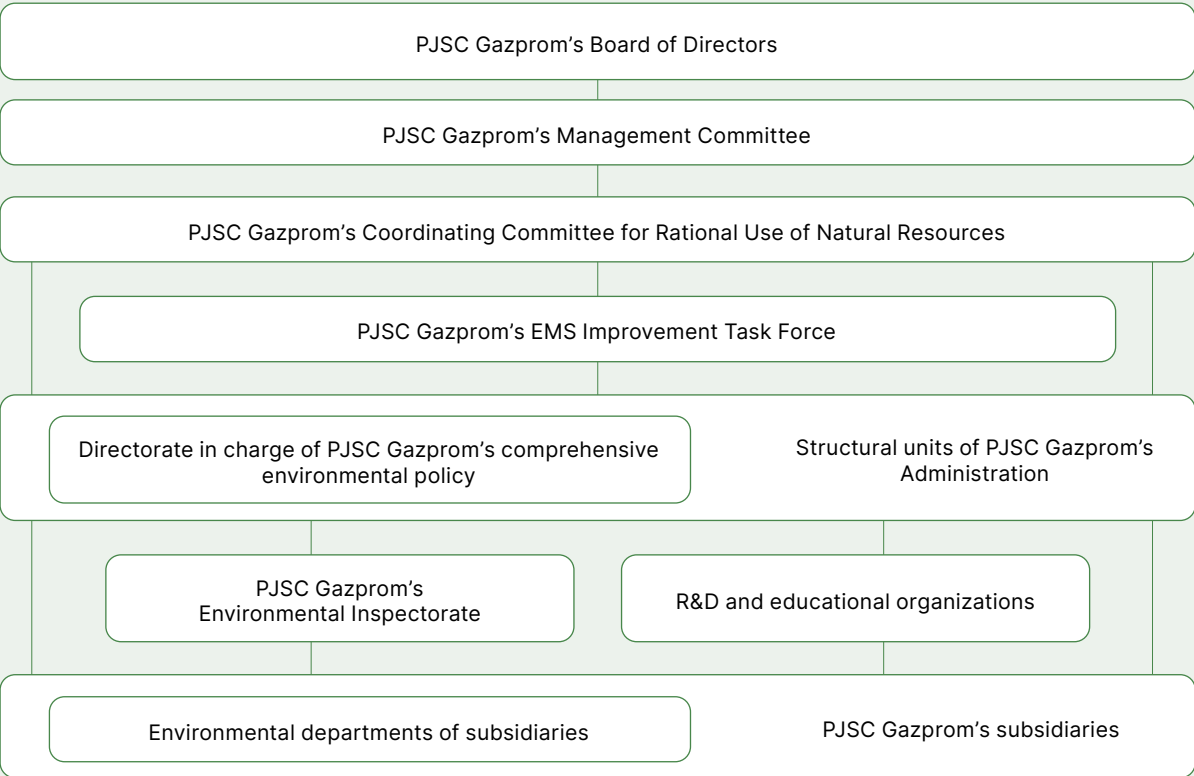 PJSC Gazprom’s Board of Directors
PJSC Gazprom’s Management Committee
PJSC Gazprom’s Coordinating Committee for Rational Use of Natural Resources
PJSC Gazprom’s EMS Improvement Task Force
Directorate in charge of PJSC Gazprom’s comprehensive
environmental policy
Structural units of PJSC Gazprom’s
Administration
PJSC Gazprom’s
Environmental Inspectorate
R&D and educational organizations
Environmental departments of subsidiaries
PJSC Gazprom’s subsidiaries